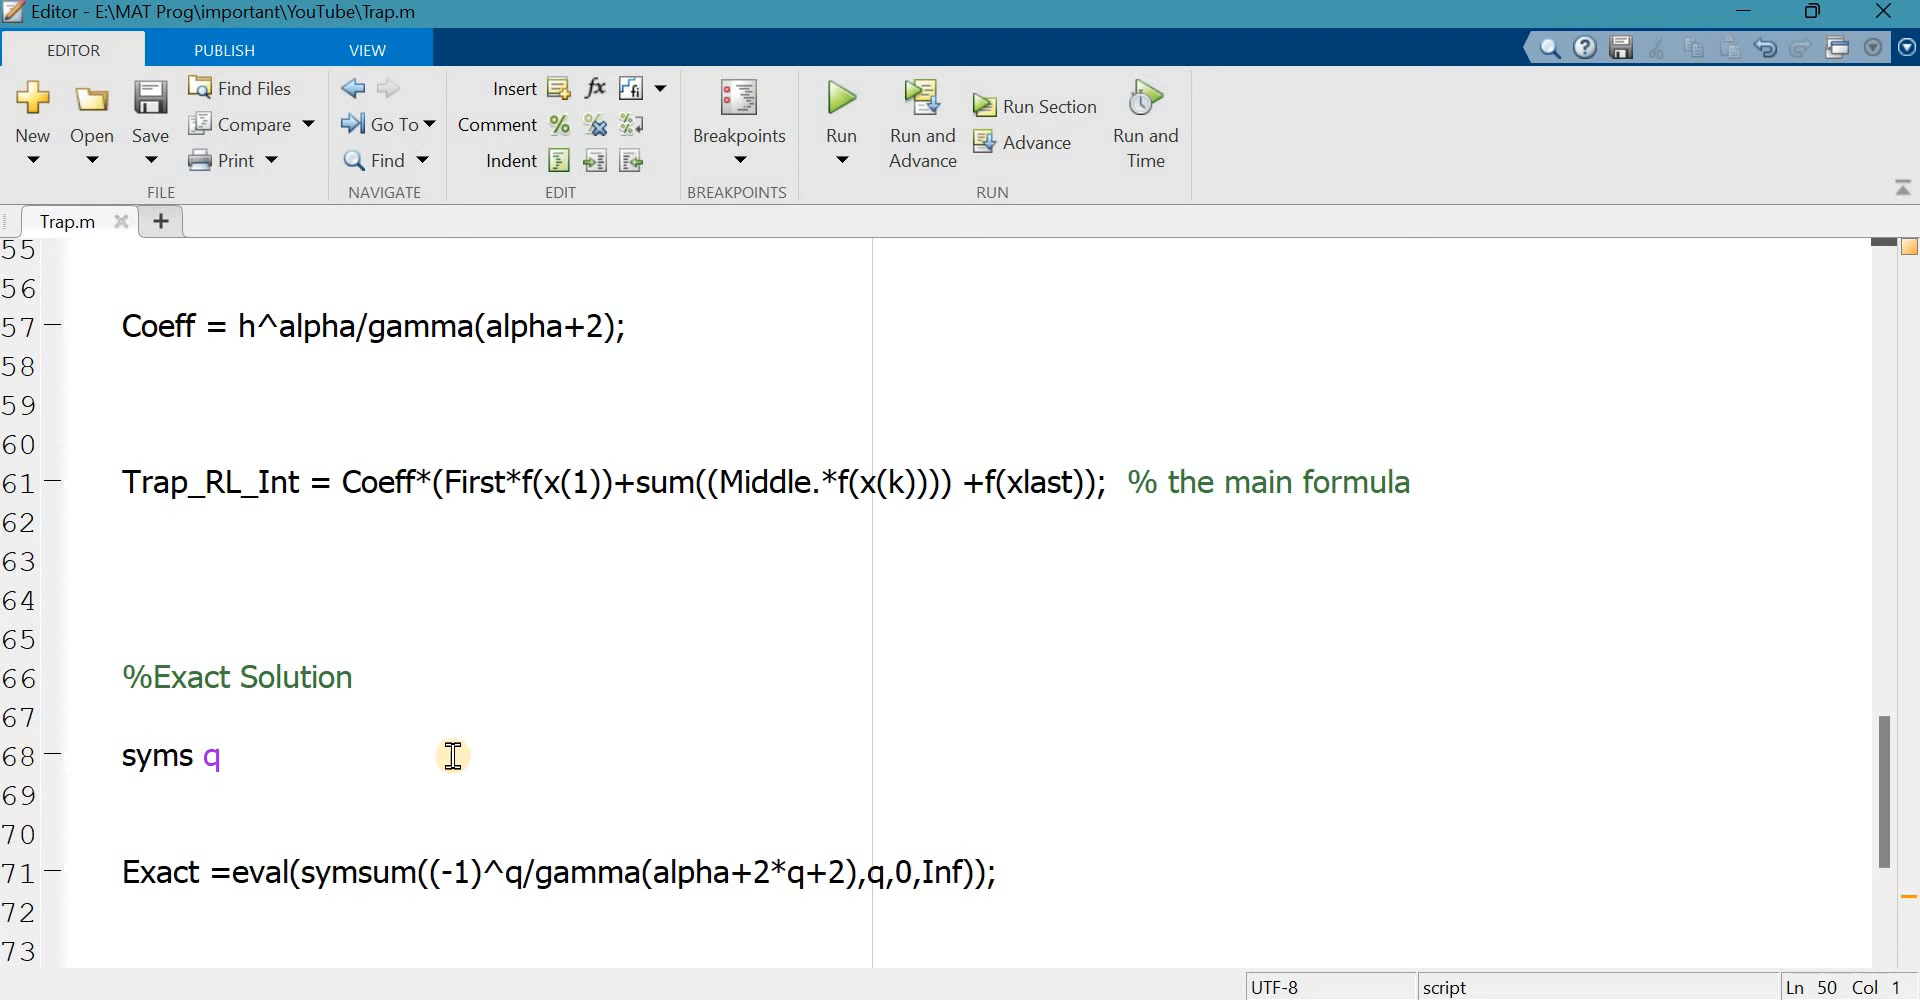 Editor - E:\MAT Prog\important\YouTube\Trap.m
EDITOR PUBLISH VIEW
New Open Save Find Files Compare Print
FILE
Go To Find
NAVIGATE
Insert fx
Comment
Indent
EDIT
Breakpoints
BREAKPOINTS
Run Run and Advance Run Section Advance Run and Time
RUN
Trap.m
55
56
57 Coeff = h^alpha/gamma(alpha+2);
58
59
60
61 Trap_RL_Int = Coeff*(First*f(x(1))+sum((Middle.*f(x(k)))) +f(xlast)); % the main formula
62
63
64
65
66 %Exact Solution
67
68 syms q
69
70
71 Exact =eval(symsum((-1)^q/gamma(alpha+2*q+2),q,0,Inf));
72
73
UTF-8 script Ln 50 Col 1